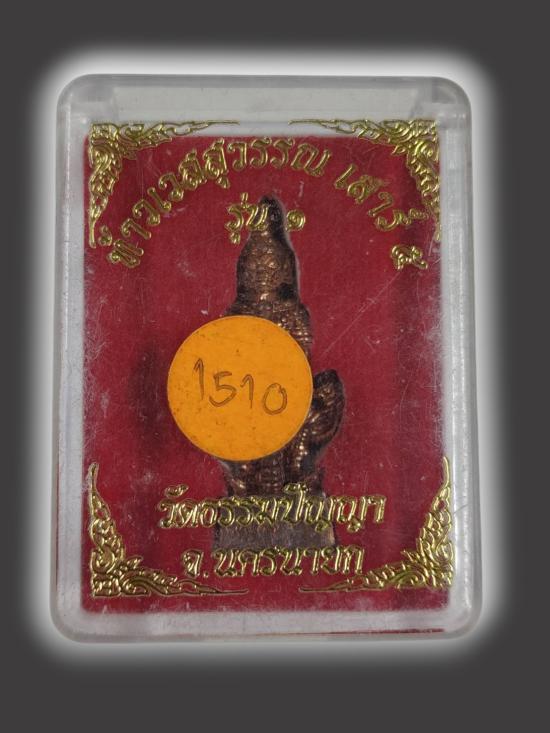 ท้าวเวสสุวรรณ เสาร์ ๕
รุ่น ๑
1510
วัดธรรมปัญญา
จ.นครนายก